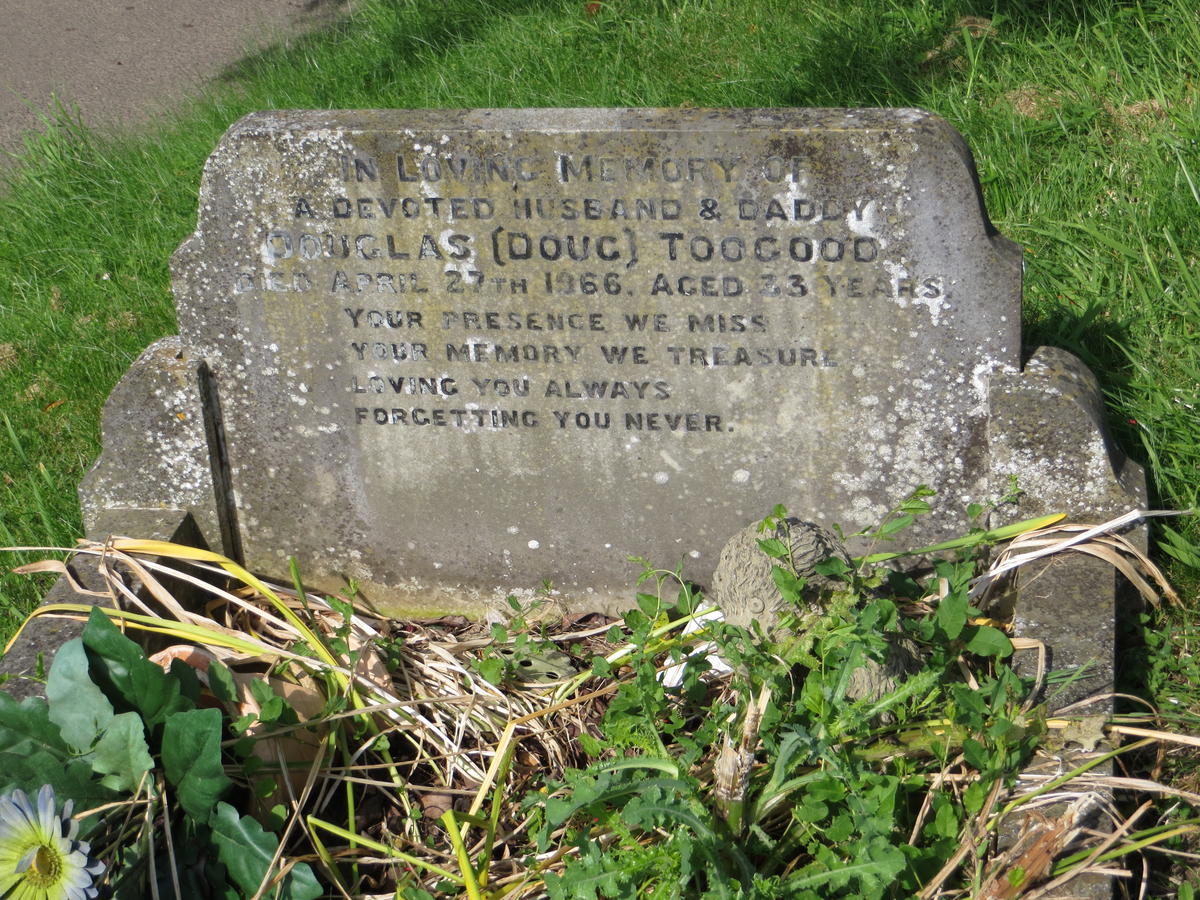 IN LOVING MEMORY OF
A DEVOTED HUSBAND & DADDY
DOUGLAS (DOUG) TOOGOOD
DIED APRIL 27TH 1966. AGED 33 YEARS.
YOUR PRESENCE WE MISS
YOUR MEMORY WE TREASURE
LOVING YOU ALWAYS
FORGETTING YOU NEVER.